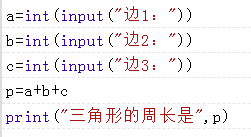 a=int(input("边1："))
b=int(input("边2："))
c=int(input("边3："))
p=a+b+c
print("三角形的周长是",p)